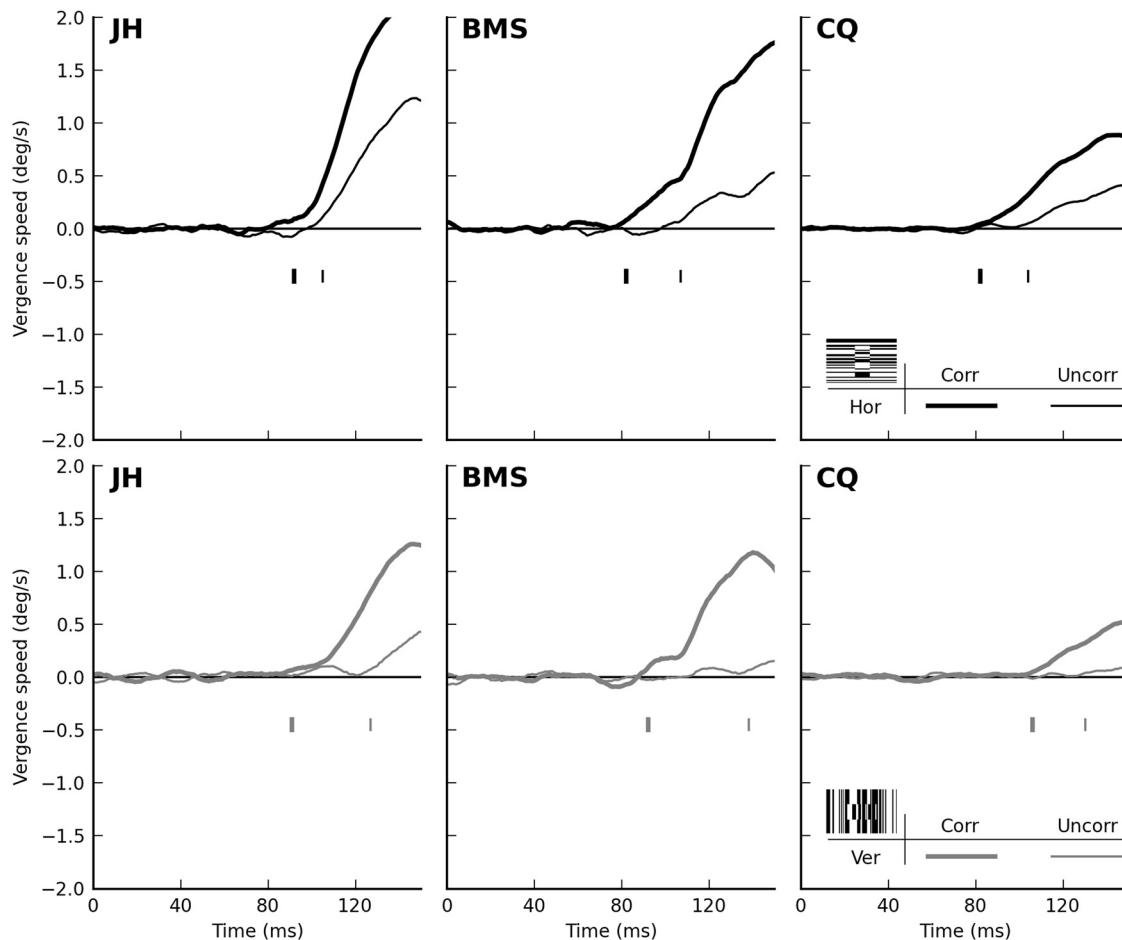 JH
BMS
CQ
Vergence speed (deg/s)
2.0
1.5
1.0
0.5
0.0
−0.5
−1.0
−1.5
−2.0
Corr
Uncorr
Hor
JH
BMS
CQ
Vergence speed (deg/s)
2.0
1.5
1.0
0.5
0.0
−0.5
−1.0
−1.5
−2.0
Corr
Uncorr
Ver
0 40 80 120
0 40 80 120
0 40 80 120
Time (ms)
Time (ms)
Time (ms)